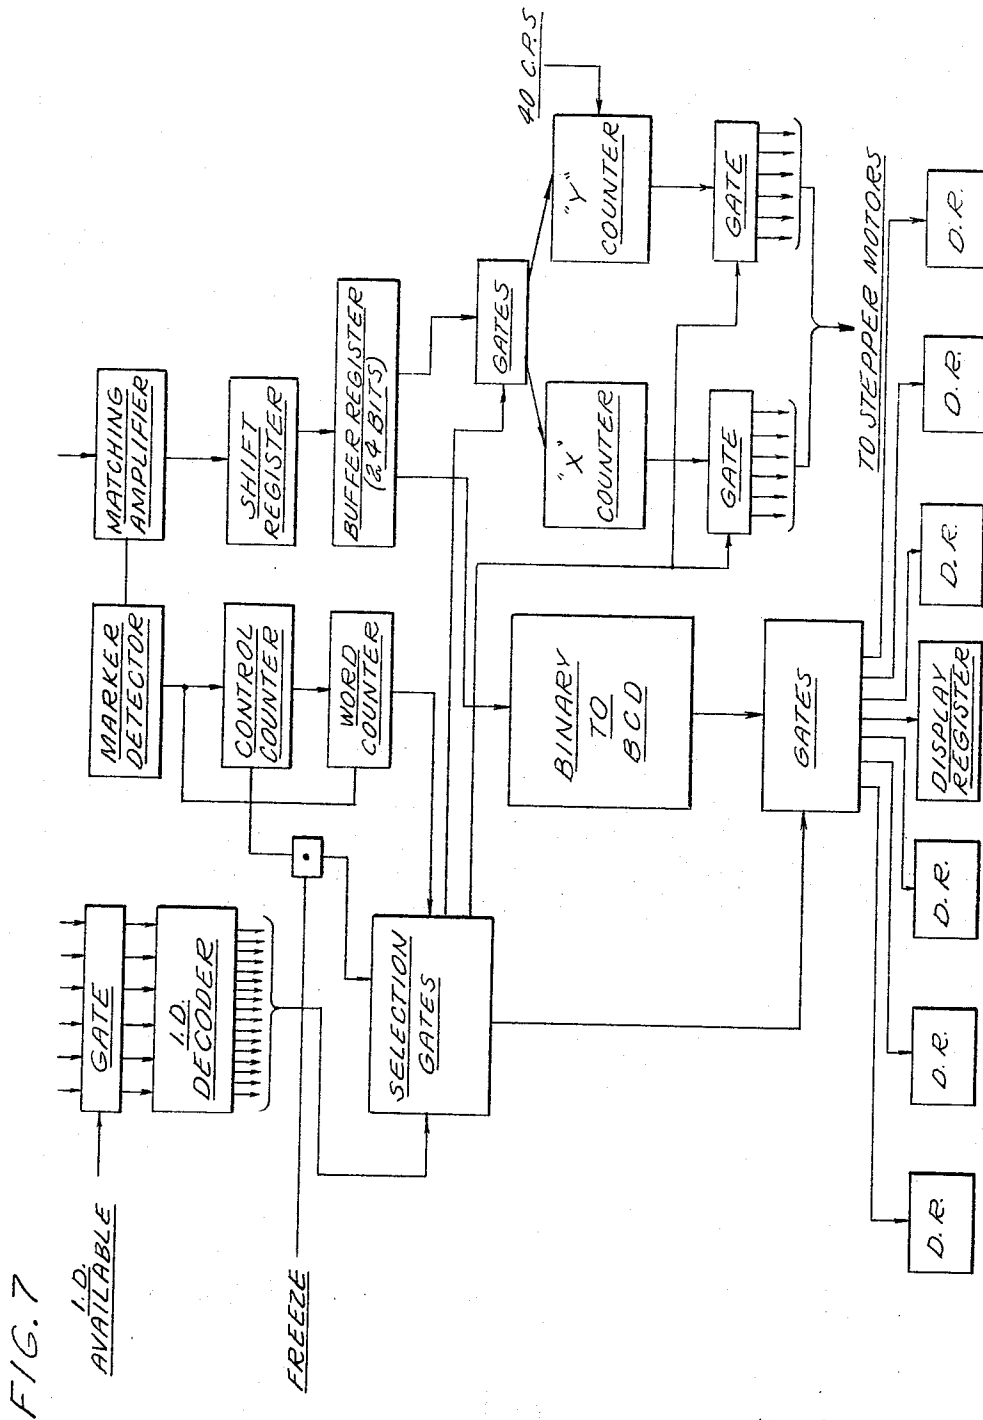 FIG. 7
I.D.
AVAILABLE
GATE
I.D.
DECODER
FREEZE
SELECTION
GATES
MARKER
DETECTOR
CONTROL
COUNTER
WORD
COUNTER
MATCHING
AMPLIFIER
SHIFT
REGISTER
BUFFER REGISTER
(24 BITS)
GATES
40 C.P.S
"X"
COUNTER
"Y"
COUNTER
GATE
GATE
TO STEPPER MOTORS
BINARY
TO
BCD
GATES
D.R.
D.R.
D.R.
DISPLAY
REGISTER
D.R.
D.R.
D.R.